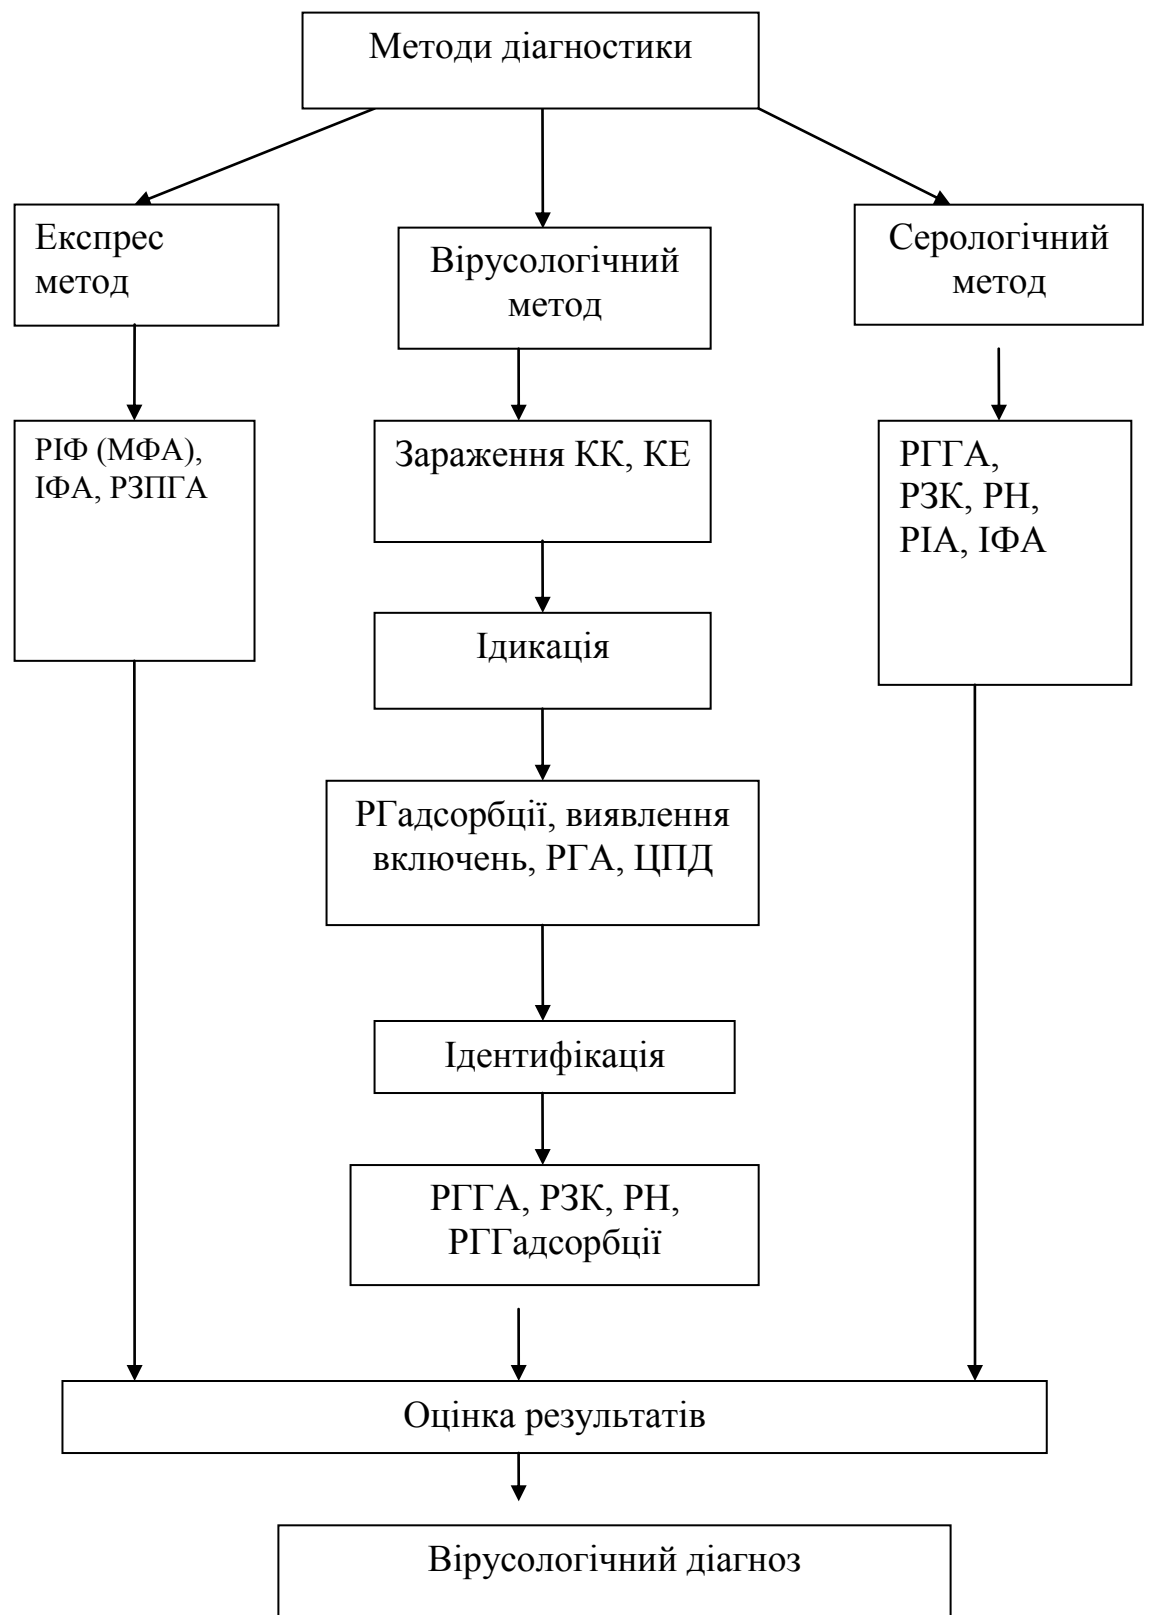 Методи діагностики
Експрес
метод
Вірусологічний
метод
Серологічний
метод
РІФ (МФА),
ІФА, РЗПГА
Зараження КК, КЕ
РГГА,
РЗК, РН,
РІА, ІФА
Ідикація
РГадсорбції, виявлення
включень, РГА, ЦПД
Ідентифікація
РГГА, РЗК, РН,
РГГадсорбції
Оцінка результатів
Вірусологічний діагноз